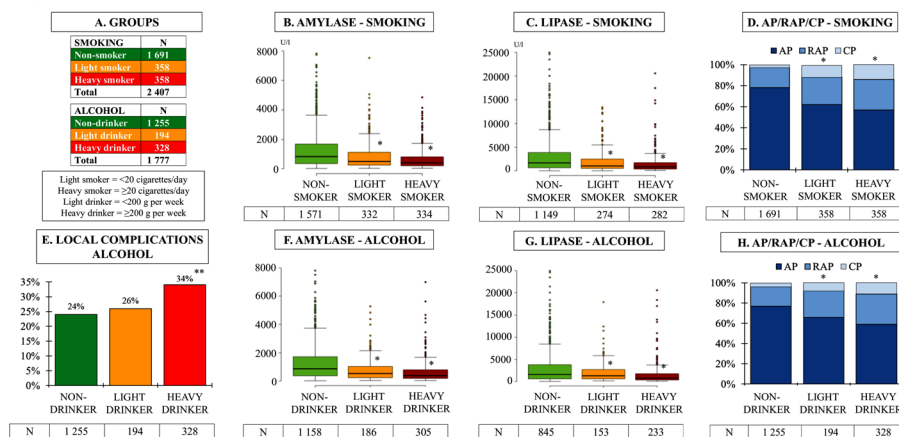 A. GROUPS
SMOKING N
Non-smoker 1 691
Light smoker 358
Heavy smoker 358
Total 2 407
ALCOHOL N
Non-drinker 1 255
Light drinker 194
Heavy drinker 328
Total 1 777
Light smoker = <20 cigarettes/day
Heavy smoker = ≥20 cigarettes/day
Light drinker = <200 g per week
Heavy drinker = ≥200 g per week
B. AMYLASE - SMOKING
U/l
8000
6000
4000
2000
0
* *
NON-SMOKER LIGHT SMOKER HEAVY SMOKER
N 1 571 332 334
C. LIPASE - SMOKING
U/l
25000
20000
15000
10000
5000
0
* *
NON-SMOKER LIGHT SMOKER HEAVY SMOKER
N 1 149 274 282
D. AP/RAP/CP - SMOKING
AP RAP CP
* *
100%
80%
60%
40%
20%
0%
NON-SMOKER LIGHT SMOKER HEAVY SMOKER
N 1 691 358 358
E. LOCAL COMPLICATIONS
ALCOHOL
35%
30%
25%
20%
15%
10%
5%
0%
24% 26% 34% **
NON-DRINKER LIGHT DRINKER HEAVY DRINKER
N 1 255 194 328
F. AMYLASE - ALCOHOL
8000
6000
4000
2000
0
* *
NON-DRINKER LIGHT DRINKER HEAVY DRINKER
N 1 158 186 305
G. LIPASE - ALCOHOL
25000
20000
15000
10000
5000
0
* *
NON-DRINKER LIGHT DRINKER HEAVY DRINKER
N 845 153 233
H. AP/RAP/CP - ALCOHOL
AP RAP CP
* *
100%
80%
60%
40%
20%
0%
NON-DRINKER LIGHT DRINKER HEAVY DRINKER
N 1 255 194 328